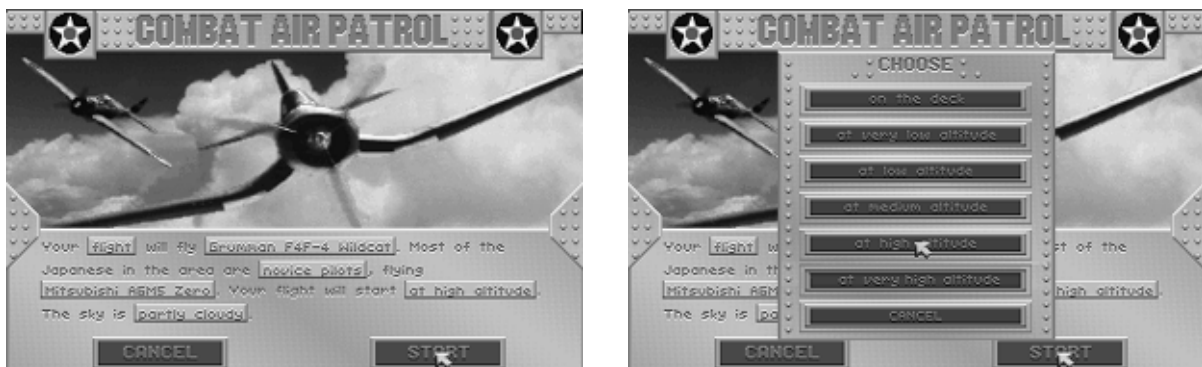 COMBAT AIR PATROL
Your flight will fly Grumman F4F-4 Wildcat. Most of the
Japanese in the area are novice pilots, flying
Mitsubishi A6M5 Zero. Your flight will start at high altitude.
The sky is partly cloudy.
CANCEL
START
COMBAT AIR PATROL
CHOOSE
on the deck
at very low altitude
at low altitude
at medium altitude
at high altitude
at very high altitude
CANCEL
Your flight w st of the
Japanese in th
Mitsubishi A6M high altitude.
The sky is pa
CANCEL
START